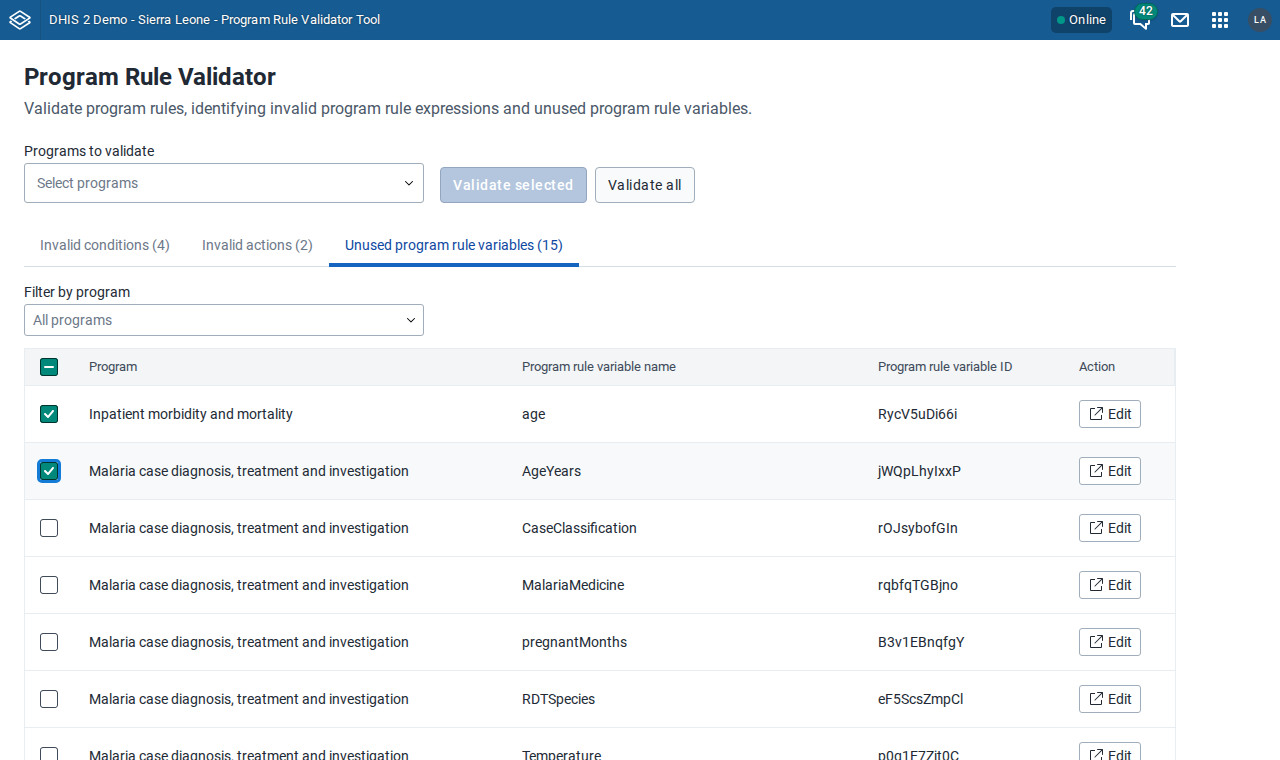 DHIS 2 Demo - Sierra Leone - Program Rule Validator Tool
Online
42
LA
Program Rule Validator
Validate program rules, identifying invalid program rule expressions and unused program rule variables.
Programs to validate
Select programs
Validate selected
Validate all
Invalid conditions (4)
Invalid actions (2)
Unused program rule variables (15)
Filter by program
All programs
Program Program rule variable name Program rule variable ID Action
Inpatient morbidity and mortality age RycV5uDi66i Edit
Malaria case diagnosis, treatment and investigation AgeYears jWQpLhyIxxP Edit
Malaria case diagnosis, treatment and investigation CaseClassification rOJsybofGIn Edit
Malaria case diagnosis, treatment and investigation MalariaMedicine rqbfqTGBjno Edit
Malaria case diagnosis, treatment and investigation pregnantMonths B3v1EBnqfgY Edit
Malaria case diagnosis, treatment and investigation RDTSpecies eF5ScsZmpCl Edit
Malaria case diagnosis, treatment and investigation Temperature p0q1F7Zit0C Edit